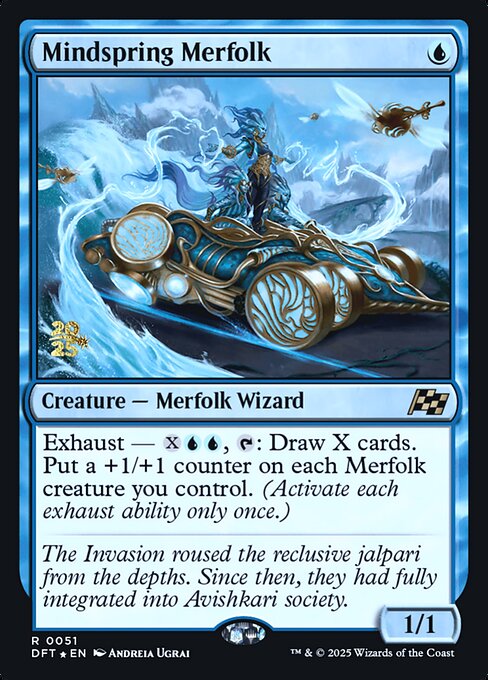 Mindspring Merfolk
20
25
Creature — Merfolk Wizard
Exhaust — X, : Draw X cards.
Put a +1/+1 counter on each Merfolk
creature you control. (Activate each
exhaust ability only once.)
The Invasion roused the reclusive jalpari
from the depths. Since then, they had fully
integrated into Avishkari society.
1/1
R 0051
DFT ★ EN Andreia Ugrai
™ & © 2025 Wizards of the Coast